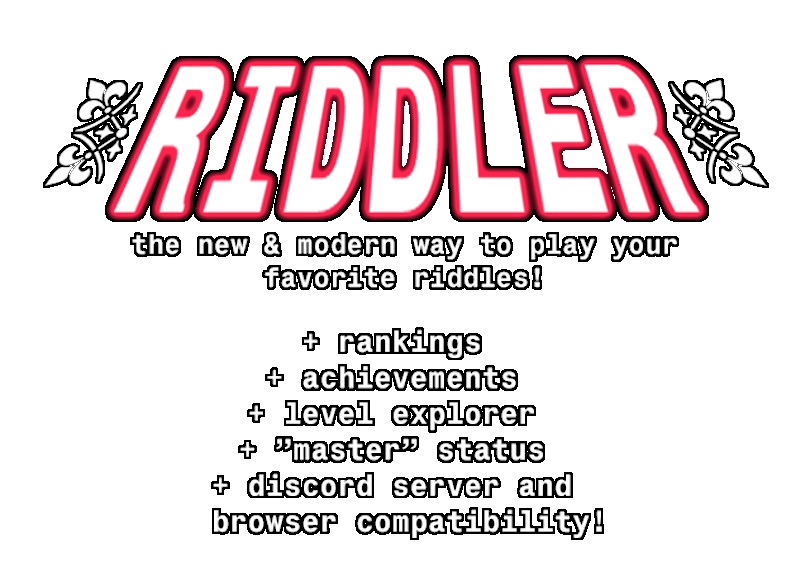 RIDDLER
the new & modern way to play your
favorite riddles!
+ rankings
+ achievements
+ level explorer
+ ”master” status
+ discord server and
browser compatibility!